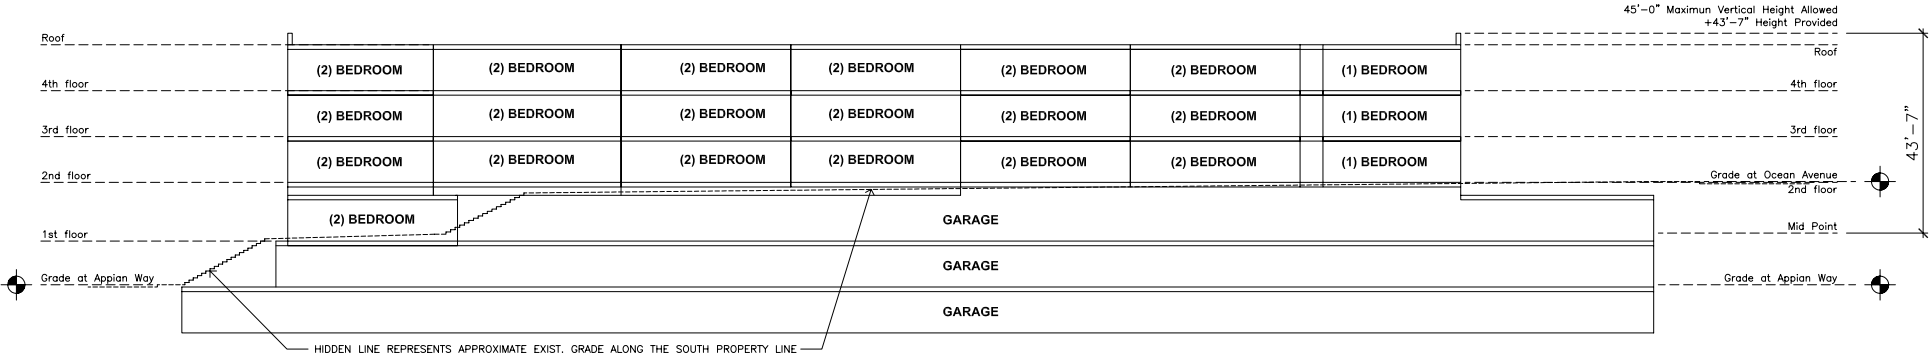 45'-0" Maximun Vertical Height Allowed
+43'-7" Height Provided
Roof
Roof
(2) BEDROOM (2) BEDROOM (2) BEDROOM (2) BEDROOM (2) BEDROOM (2) BEDROOM (1) BEDROOM
4th floor
4th floor
(2) BEDROOM (2) BEDROOM (2) BEDROOM (2) BEDROOM (2) BEDROOM (2) BEDROOM (1) BEDROOM
3rd floor
3rd floor
43'-7"
(2) BEDROOM (2) BEDROOM (2) BEDROOM (2) BEDROOM (2) BEDROOM (2) BEDROOM (1) BEDROOM
2nd floor
Grade at Ocean Avenue
2nd floor
(2) BEDROOM
GARAGE
1st floor
Mid Point
GARAGE
Grade at Appian Way
Grade at Appian Way
GARAGE
HIDDEN LINE REPRESENTS APPROXIMATE EXIST. GRADE ALONG THE SOUTH PROPERTY LINE